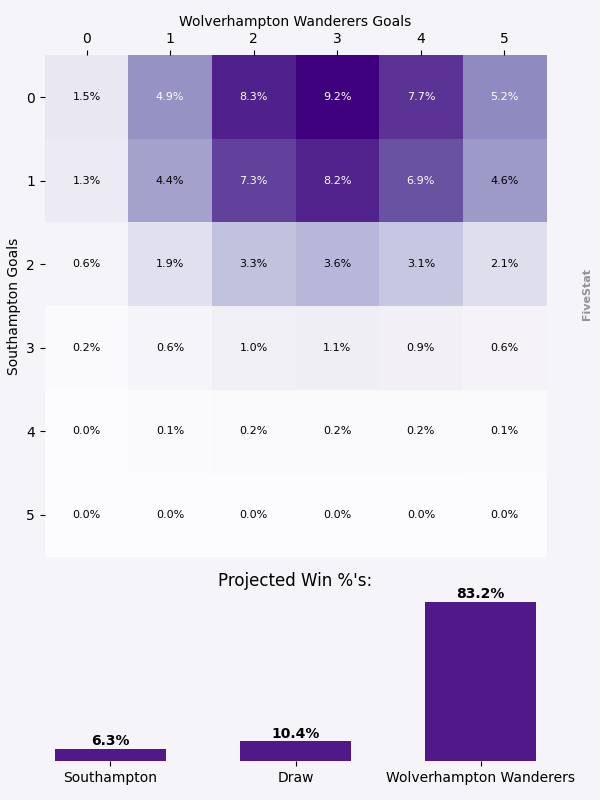 Wolverhampton Wanderers Goals
0 1 2 3 4 5
0 1.5% 4.9% 8.3% 9.2% 7.7% 5.2%
1 1.3% 4.4% 7.3% 8.2% 6.9% 4.6%
2 0.6% 1.9% 3.3% 3.6% 3.1% 2.1%
3 0.2% 0.6% 1.0% 1.1% 0.9% 0.6%
4 0.0% 0.1% 0.2% 0.2% 0.2% 0.1%
5 0.0% 0.0% 0.0% 0.0% 0.0% 0.0%
Southampton Goals
FiveStat
Projected Win %'s:
6.3% 10.4% 83.2%
Southampton Draw Wolverhampton Wanderers